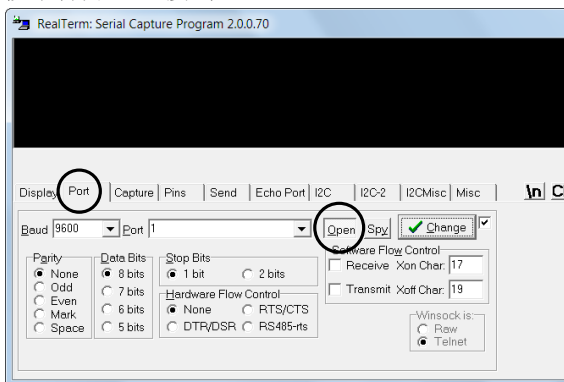 RealTerm: Serial Capture Program 2.0.0.70
Display Port Capture Pins Send Echo Port I2C I2C-2 I2CMisc Misc \n
Baud 9600 Port 1 Open Spy Change
Parity Data Bits Stop Bits Software Flow Control
None 8 bits 1 bit 2 bits Receive Xon Char: 17
Odd 7 bits Hardware Flow Control Transmit Xoff Char: 19
Even 6 bits None RTS/CTS Winsock is:
Mark 5 bits DTR/DSR RS485-rts Raw
Space Telnet